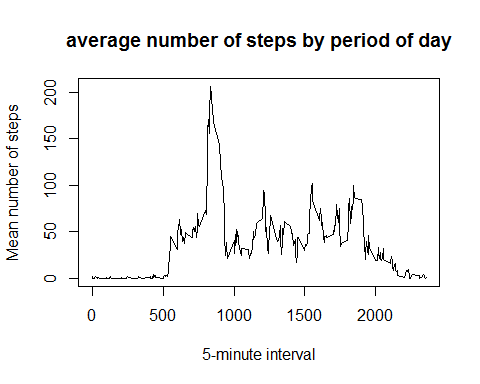 average number of steps by period of day
Mean number of steps
200
150
100
50
0
0 500 1000 1500 2000
5-minute interval